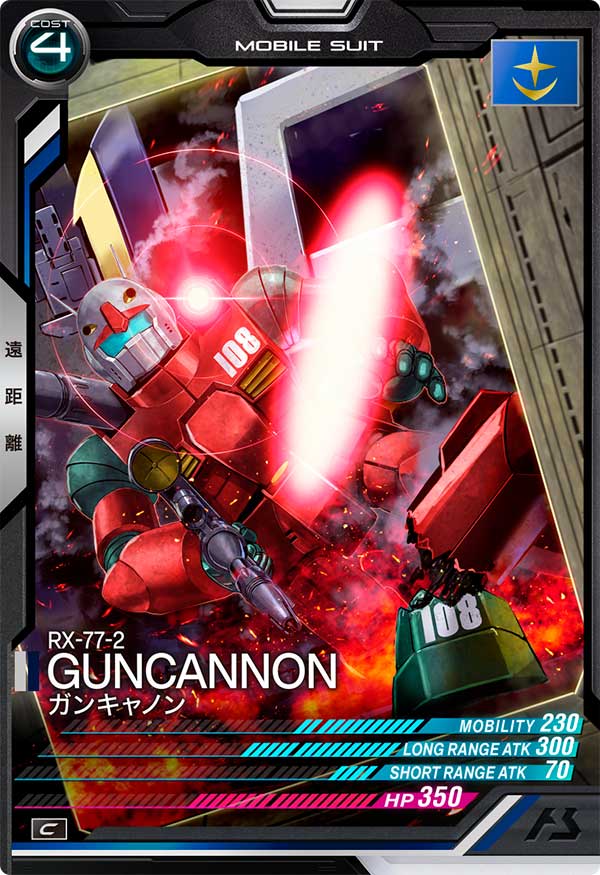 COST
4
MOBILE SUIT
遠距離
108
108
RX-77-2
GUNCANNON
ガンキャノン
MOBILITY 230
LONG RANGE ATK 300
SHORT RANGE ATK 70
HP 350
C